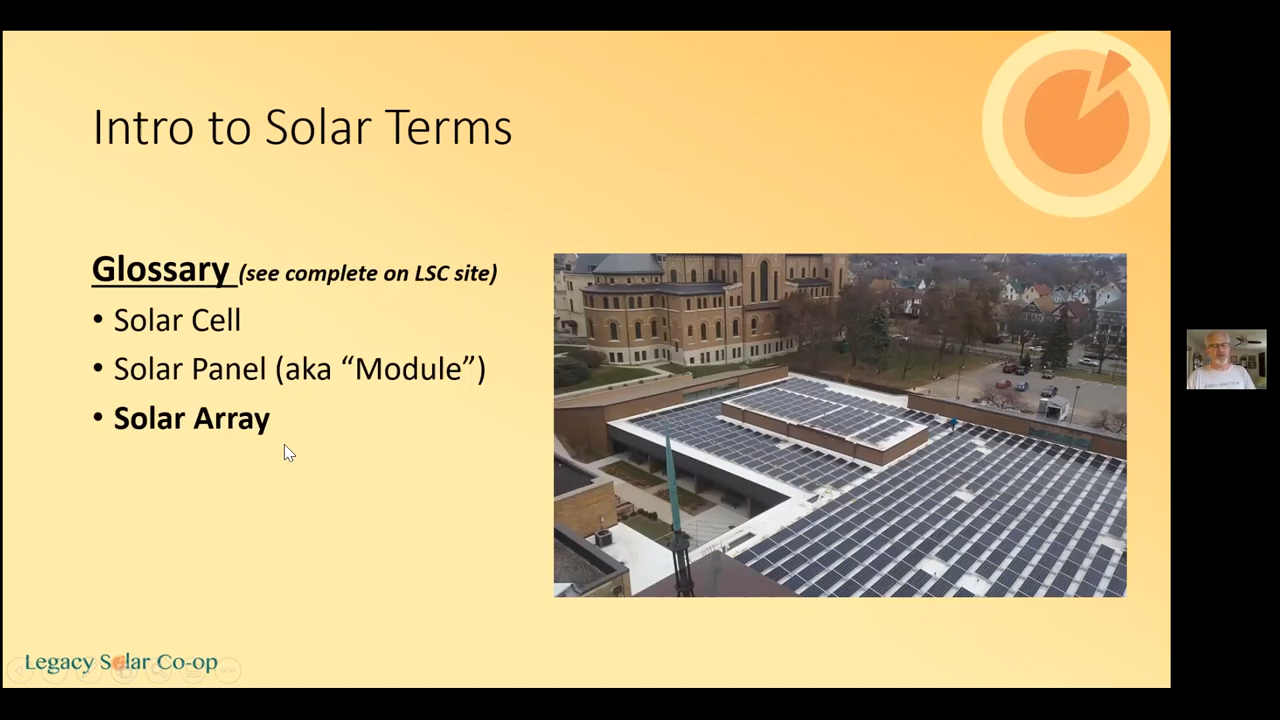 Intro to Solar Terms
Glossary (see complete on LSC site)
• Solar Cell
• Solar Panel (aka “Module”)
• Solar Array
Legacy Solar Co-op